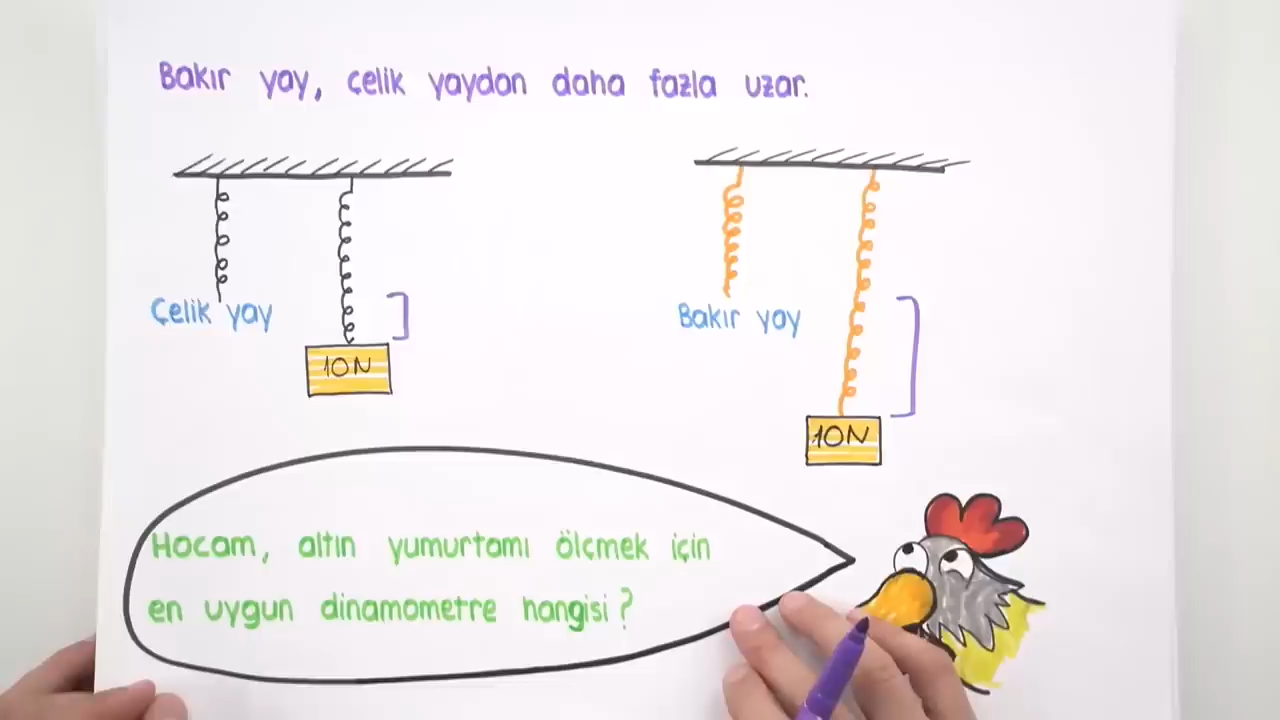 Bakır yay, çelik yaydan daha fazla uzar.
Çelik yay
10N
Bakır yay
10N
Hocam, altın yumurtamı ölçmek için
en uygun dinamometre hangisi?